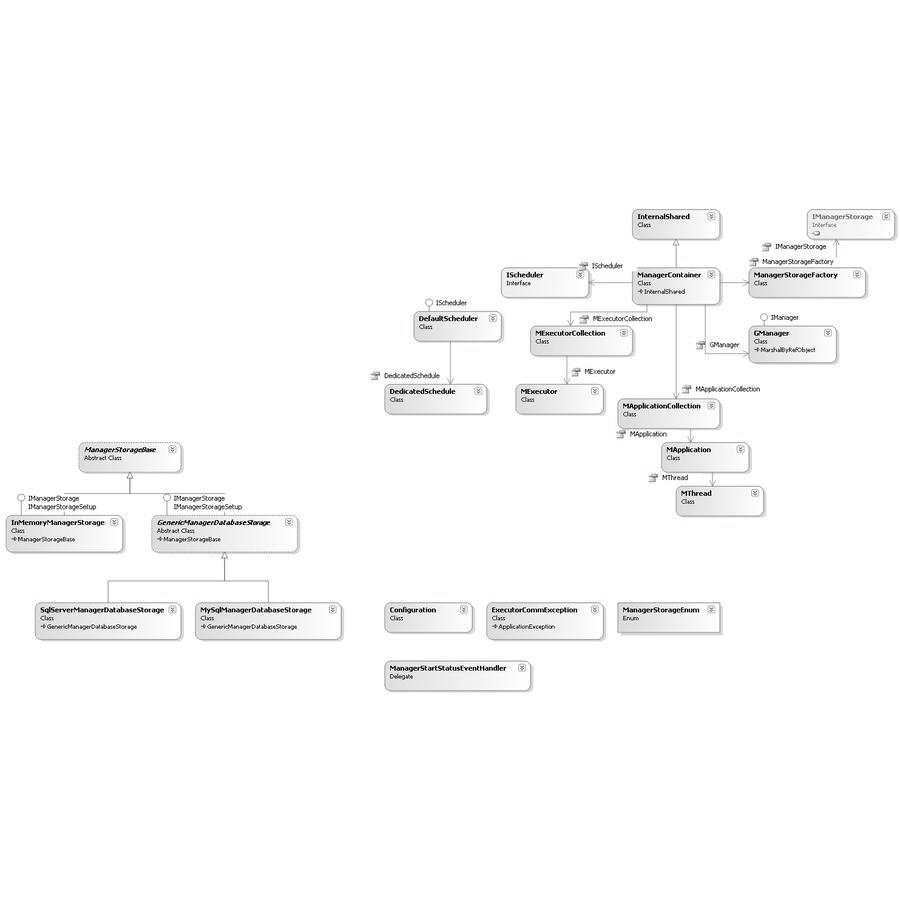 InternalShared
Class
IManagerStorage
Interface
IManagerStorage
ManagerStorageFactory
IScheduler
IScheduler
Interface
ManagerContainer
Class
InternalShared
ManagerStorageFactory
Class
IScheduler
DefaultScheduler
Class
MExecutorCollection
MExecutorCollection
Class
IManager
GManager
Class
MarshalByRefObject
GManager
DedicatedSchedule
DedicatedSchedule
Class
MExecutor
MExecutor
Class
MApplicationCollection
MApplicationCollection
Class
MApplication
MApplication
Class
MThread
MThread
Class
ManagerStorageBase
Abstract Class
IManagerStorage
IManagerStorageSetup
IManagerStorage
IManagerStorageSetup
InMemoryManagerStorage
Class
ManagerStorageBase
GenericManagerDatabaseStorage
Abstract Class
ManagerStorageBase
SqlServerManagerDatabaseStorage
Class
GenericManagerDatabaseStorage
MySqlManagerDatabaseStorage
Class
GenericManagerDatabaseStorage
Configuration
Class
ExecutorCommException
Class
ApplicationException
ManagerStorageEnum
Enum
ManagerStartStatusEventHandler
Delegate